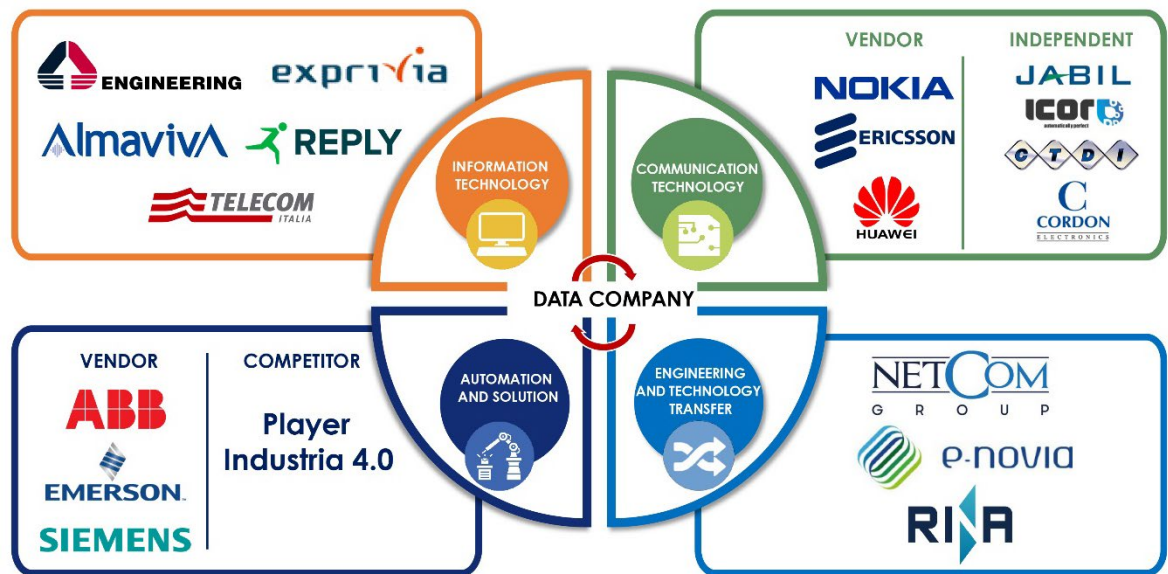 ENGINEERING
exprivia
AlmavivA
REPLY
TELECOM
ITALIA
INFORMATION
TECHNOLOGY
COMMUNICATION
TECHNOLOGY
VENDOR
INDEPENDENT
NOKIA
ERICSSON
HUAWEI
JABIL
ICOR
automatically perfect
CTDI
C
CORDON
ELECTRONICS
DATA COMPANY
VENDOR
COMPETITOR
ABB
EMERSON™
SIEMENS
Player
Industria 4.0
AUTOMATION
AND SOLUTION
ENGINEERING
AND TECHNOLOGY
TRANSFER
NETCOM
GROUP
e-novia
RINA